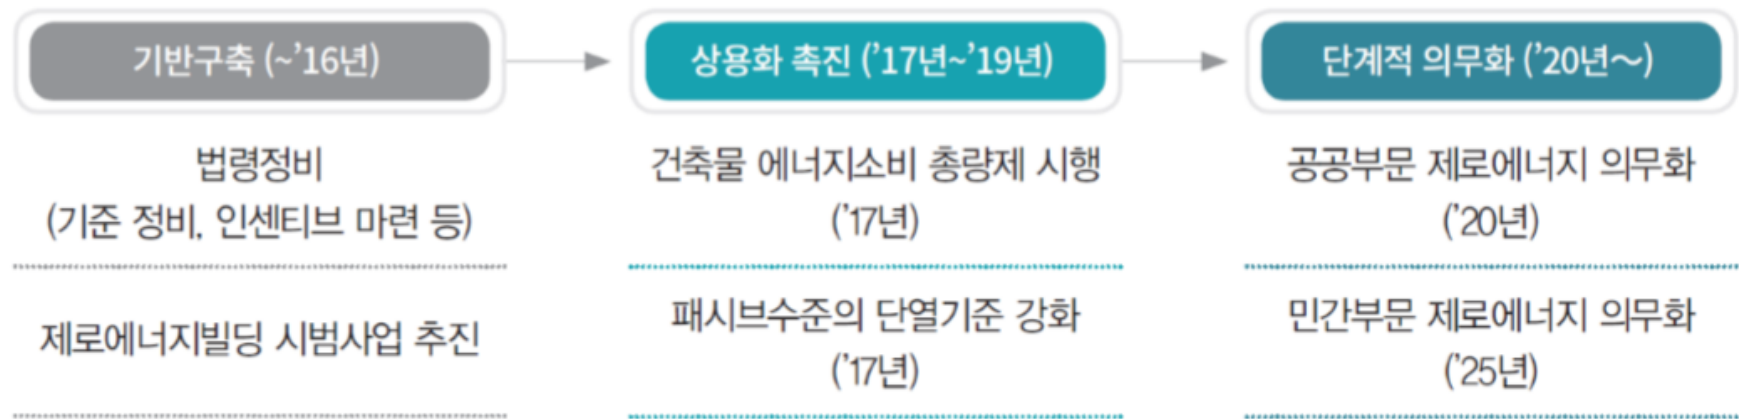 기반구축 (~’16년)
법령정비
(기준 정비, 인센티브 마련 등)
제로에너지빌딩 시범사업 추진
상용화 촉진 (’17년~’19년)
건축물 에너지소비 총량제 시행
(’17년)
패시브수준의 단열기준 강화
(’17년)
단계적 의무화 (’20년~)
공공부문 제로에너지 의무화
(’20년)
민간부문 제로에너지 의무화
(’25년)